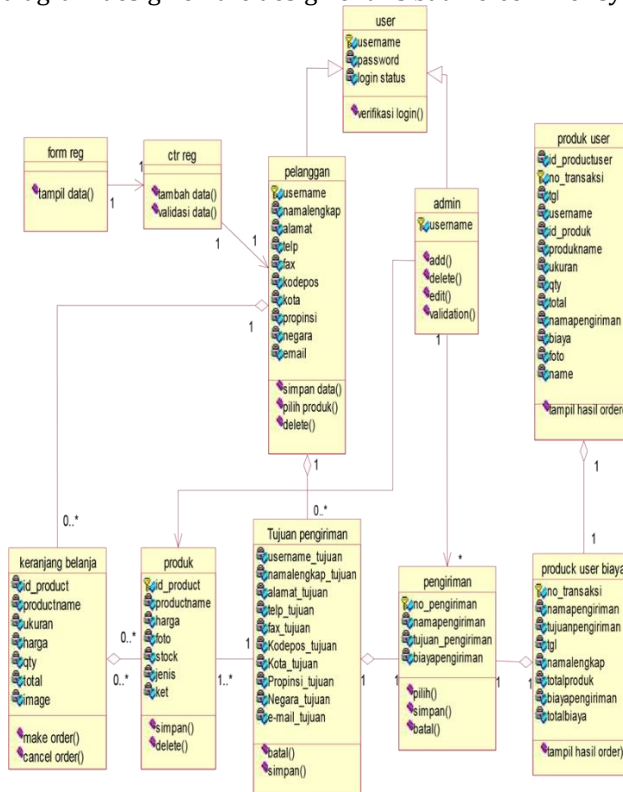 user
username
password
login status
verifikasi login()
form reg
tampil data()
1
1
ctr reg
tambah data()
validasi data()
1
1
pelanggan
username
namalengkap
alamat
telp
fax
kodepos
kota
propinsi
negara
email
simpan data()
pilih produk()
delete()
1
1
0..*
0..*
admin
username
add()
delete()
edit()
validation()
1
*
produk user
id_productuser
no_transaksi
tgl
username
id_produk
produkname
ukuran
qty
total
namapengiriman
biaya
foto
name
tampil hasil order(
1
1
keranjang belanja
id_product
productname
ukuran
harga
qty
total
image
make order()
cancel order()
0..*
0..*
produk
id_product
productname
harga
foto
stock
jenis
ket
simpan()
delete()
1
1..*
Tujuan pengiriman
username_tujuan
namalengkap_tujuan
alamat_tujuan
telp_tujuan
fax_tujuan
Kodepos_tujuan
Kota_tujuan
Propinsi_tujuan
Negara_tujuan
e-mail_tujuan
batal()
simpan()
1
1
pengiriman
no_pengiriman
namapengiriman
tujuan_pengiriman
biayapengiriman
pilih()
simpan()
batal()
1
1
produck user biaya
no_transaksi
namapengiriman
tujuanpengiriman
tgl
namalengkap
totalproduk
biayapengiriman
totalbiaya
tampil hasil order)